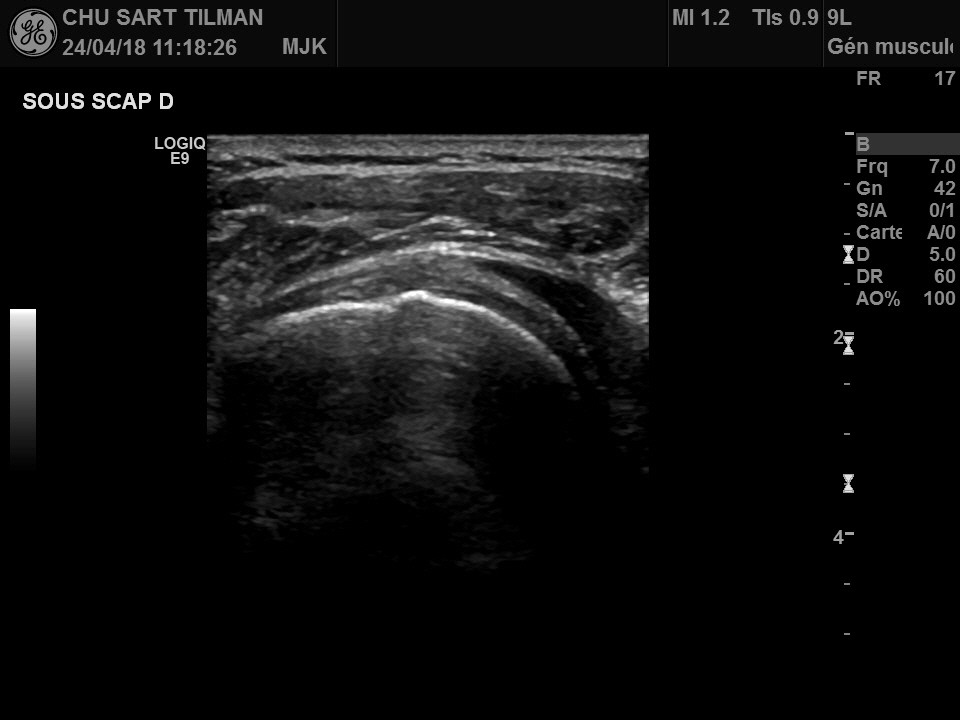 CHU SART TILMAN
24/04/18 11:18:26 MJK
MI 1.2 TIs 0.9
9L
Gén muscul
FR 17
SOUS SCAP D
LOGIQ
E9
B
Frq 7.0
Gn 42
S/A 0/1
Carte A/0
D 5.0
DR 60
AO% 100
2
4